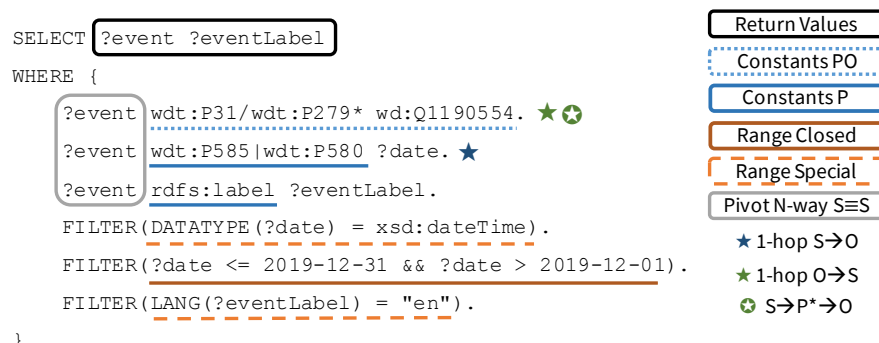 SELECT ?event ?eventLabel
WHERE {
?event wdt:P31/wdt:P279* wd:Q1190554. ★ ✪
?event wdt:P585|wdt:P580 ?date. ★
?event rdfs:label ?eventLabel.
FILTER(DATATYPE(?date) = xsd:dateTime).
FILTER(?date <= 2019-12-31 && ?date > 2019-12-01).
FILTER(LANG(?eventLabel) = "en").
}
Return Values
Constants PO
Constants P
Range Closed
Range Special
Pivot N-way S≡S
★ 1-hop S→O
★ 1-hop O→S
✪ S→P*→O